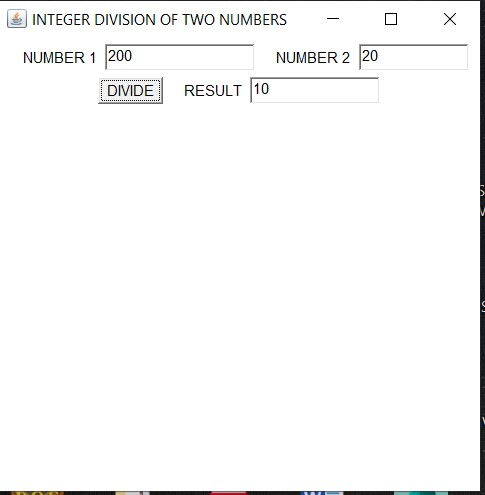 INTEGER DIVISION OF TWO NUMBERS
NUMBER 1 200 NUMBER 2 20
DIVIDE RESULT 10